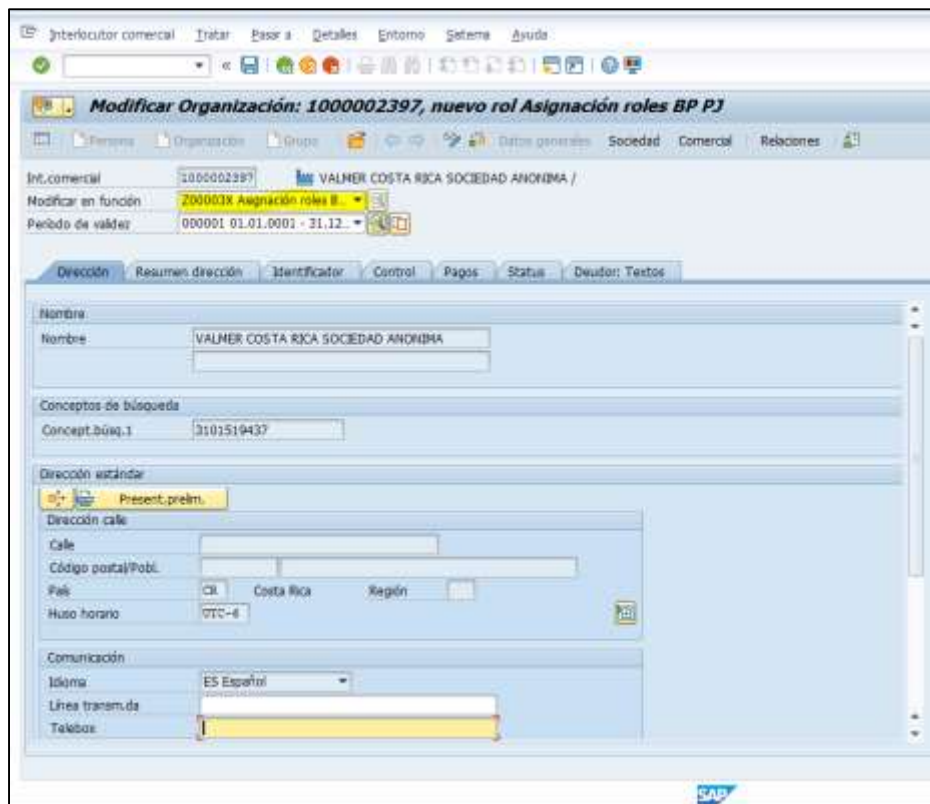 Interlocutor comercial Tratar Pasar a Detalles Entorno Sistema Ayuda
Modificar Organización: 1000002397, nuevo rol Asignación roles BP PJ
Persona Organización Grupo Datos generales Sociedad Comercial Relaciones
Int.comercial 1000002397 VALMER COSTA RICA SOCIEDAD ANONIMA /
Modificar en función Z00003X Asignación roles B..
Período de validez 000001 01.01.0001 - 31.12..
Dirección Resumen dirección Identificador Control Pagos Status Deudor: Textos
Nombre
Nombre VALMER COSTA RICA SOCIEDAD ANONIMA
Conceptos de búsqueda
Concept.búsq.1 3101519437
Dirección estándar
Present.prelim.
Dirección calle
Calle
Código postal/Pobl.
País CR Costa Rica Región
Huso horario UTC-6
Comunicación
Idioma ES Español
Línea transm.da
Telebox
SAP